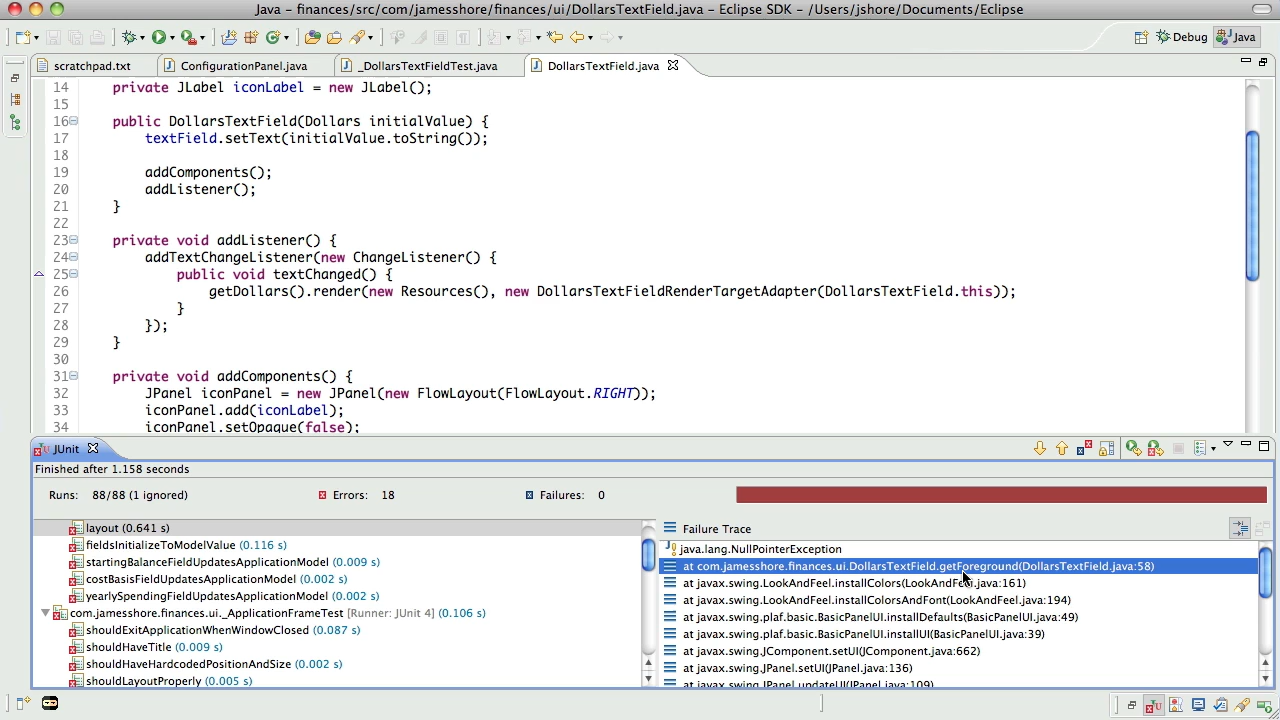 Java - finances/src/com/jamesshore/finances/ui/DollarsTextField.java - Eclipse SDK - /Users/jshore/Documents/Eclipse
Debug Java
scratchpad.txt ConfigurationPanel.java _DollarsTextFieldTest.java DollarsTextField.java
14 private JLabel iconLabel = new JLabel();
15
16 public DollarsTextField(Dollars initialValue) {
17 textField.setText(initialValue.toString());
18
19 addComponents();
20 addListener();
21 }
22
23 private void addListener() {
24 addTextChangeListener(new ChangeListener() {
25 public void textChanged() {
26 getDollars().render(new Resources(), new DollarsTextFieldRenderTargetAdapter(DollarsTextField.this));
27 }
28 });
29 }
30
31 private void addComponents() {
32 JPanel iconPanel = new JPanel(new FlowLayout(FlowLayout.RIGHT));
33 iconPanel.add(iconLabel);
34 iconPanel.setOpaque(false);
JUnit
Finished after 1.158 seconds
Runs: 88/88 (1 ignored) Errors: 18 Failures: 0
layout (0.641 s)
fieldsInitializeToModelValue (0.116 s)
startingBalanceFieldUpdatesApplicationModel (0.009 s)
costBasisFieldUpdatesApplicationModel (0.002 s)
yearlySpendingFieldUpdatesApplicationModel (0.002 s)
com.jamesshore.finances.ui._ApplicationFrameTest [Runner: JUnit 4] (0.106 s)
shouldExitApplicationWhenWindowClosed (0.087 s)
shouldHaveTitle (0.009 s)
shouldHaveHardcodedPositionAndSize (0.002 s)
shouldLayoutProperly (0.005 s)
Failure Trace
java.lang.NullPointerException
at com.jamesshore.finances.ui.DollarsTextField.getForeground(DollarsTextField.java:58)
at javax.swing.LookAndFeel.installColors(LookAndFeel.java:161)
at javax.swing.LookAndFeel.installColorsAndFont(LookAndFeel.java:194)
at javax.swing.plaf.basic.BasicPanelUI.installDefaults(BasicPanelUI.java:49)
at javax.swing.plaf.basic.BasicPanelUI.installUI(BasicPanelUI.java:39)
at javax.swing.JComponent.setUI(JComponent.java:662)
at javax.swing.JPanel.setUI(JPanel.java:136)
at javax.swing.JPanel.updateUI(JPanel.java:109)